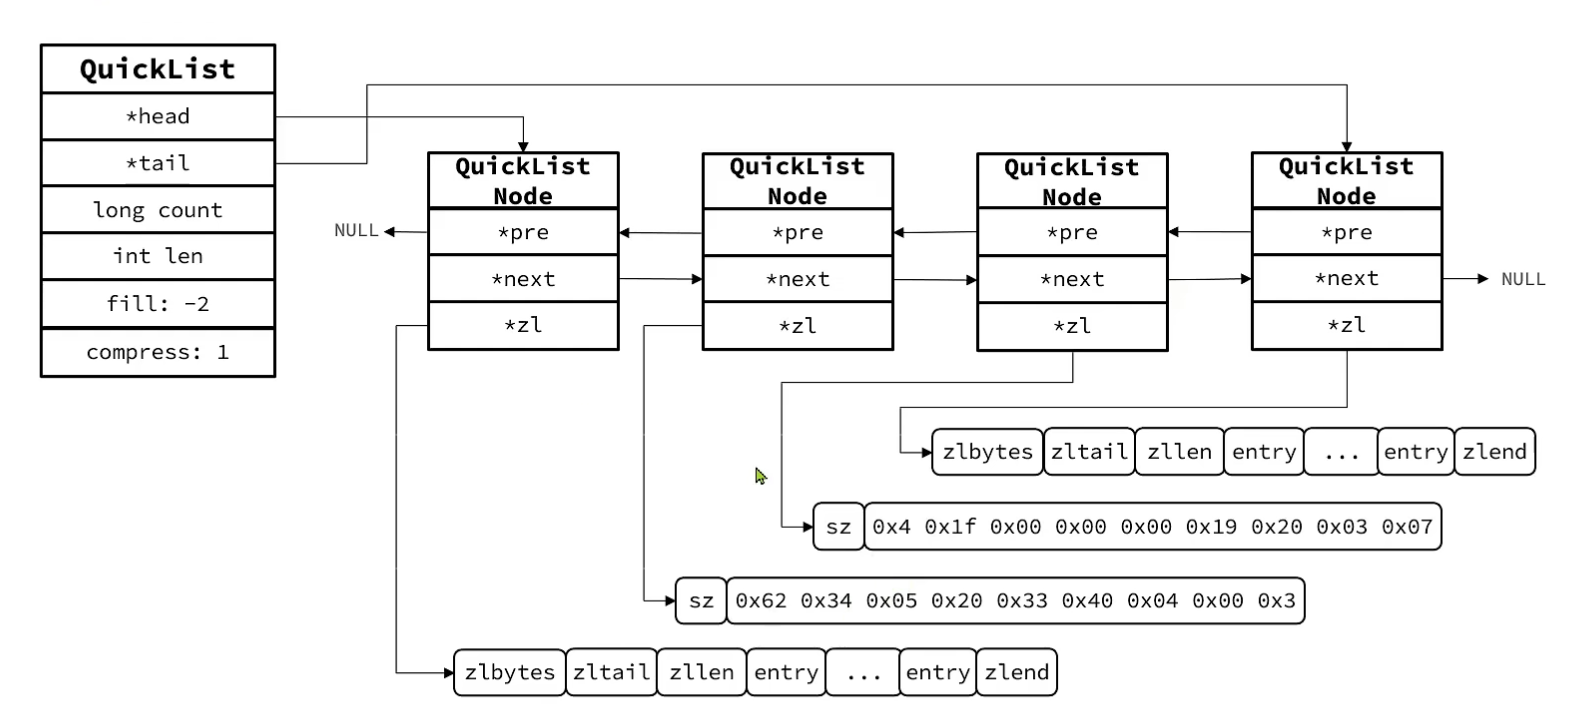 QuickList
*head
*tail
long count
int len
fill: -2
compress: 1
QuickList
Node
*pre
*next
*zl
QuickList
Node
*pre
*next
*zl
QuickList
Node
*pre
*next
*zl
QuickList
Node
*pre
*next
*zl
NULL
NULL
zlbytes zltail zllen entry ... entry zlend
sz 0x4 0x1f 0x00 0x00 0x00 0x19 0x20 0x03 0x07
sz 0x62 0x34 0x05 0x20 0x33 0x40 0x04 0x00 0x3
zlbytes zltail zllen entry ... entry zlend